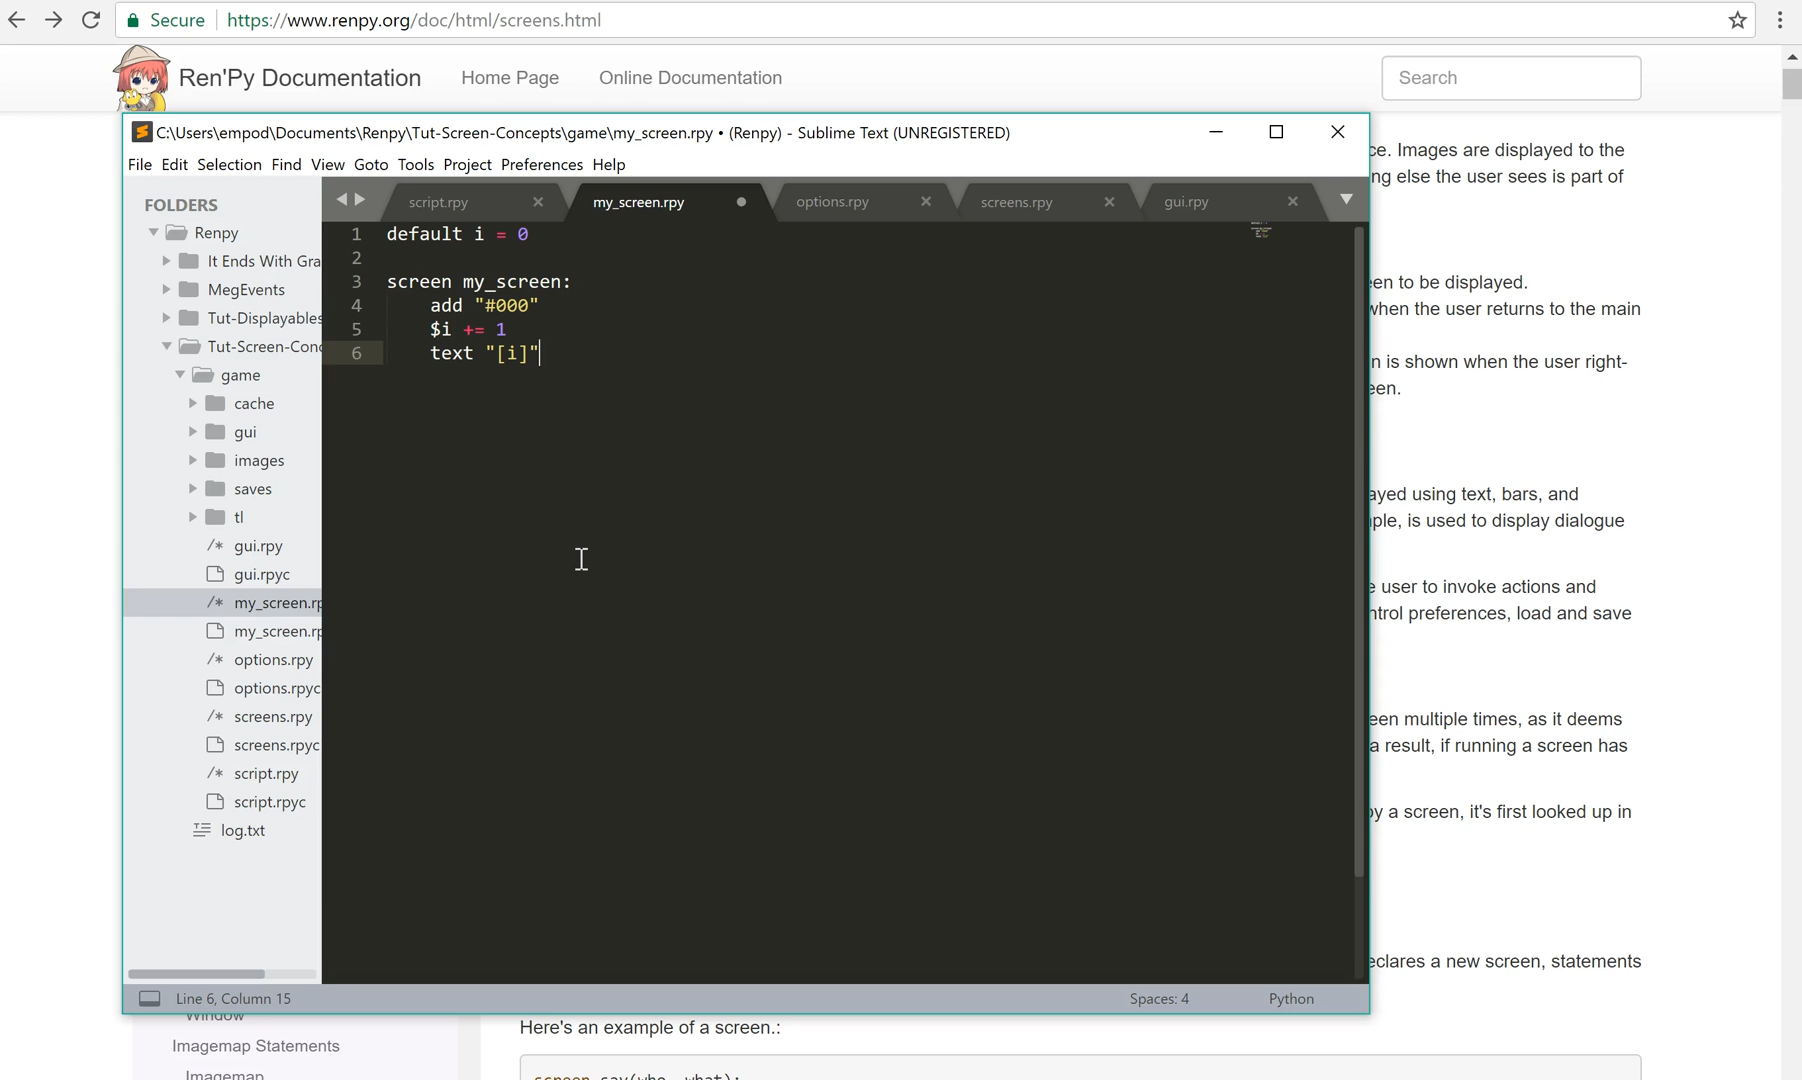 Secure https://www.renpy.org/doc/html/screens.html
Ren'Py Documentation Home Page Online Documentation Search
C:\Users\empod\Documents\Renpy\Tut-Screen-Concepts\game\my_screen.rpy • (Renpy) - Sublime Text (UNREGISTERED)
File Edit Selection Find View Goto Tools Project Preferences Help
FOLDERS
Renpy
It Ends With Gra
MegEvents
Tut-Displayables
Tut-Screen-Conc
game
cache
gui
images
saves
tl
/* gui.rpy
gui.rpyc
/* my_screen.rp
my_screen.rp
/* options.rpy
options.rpyc
/* screens.rpy
screens.rpyc
/* script.rpy
script.rpyc
log.txt
script.rpy my_screen.rpy options.rpy screens.rpy gui.rpy
1 default i = 0
2
3 screen my_screen:
4 add "#000"
5 $i += 1
6 text "[i]"
Line 6, Column 15 Spaces: 4 Python
ce. Images are displayed to the
ng else the user sees is part of
en to be displayed.
when the user returns to the main
n is shown when the user right-
een.
ayed using text, bars, and
ple, is used to display dialogue
e user to invoke actions and
ntrol preferences, load and save
een multiple times, as it deems
a result, if running a screen has
by a screen, it's first looked up in
eclares a new screen, statements
Window
Imagemap Statements
Imagemap
Here's an example of a screen.:
screen say(who, what):